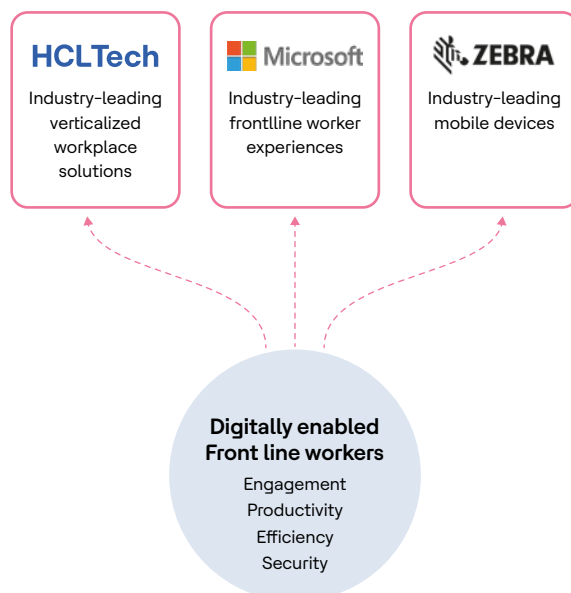 HCLTech
Industry-leading
verticalized
workplace
solutions
Microsoft
Industry-leading
frontlline worker
experiences
ZEBRA
Industry-leading
mobile devices
Digitally enabled
Front line workers
Engagement
Productivity
Efficiency
Security